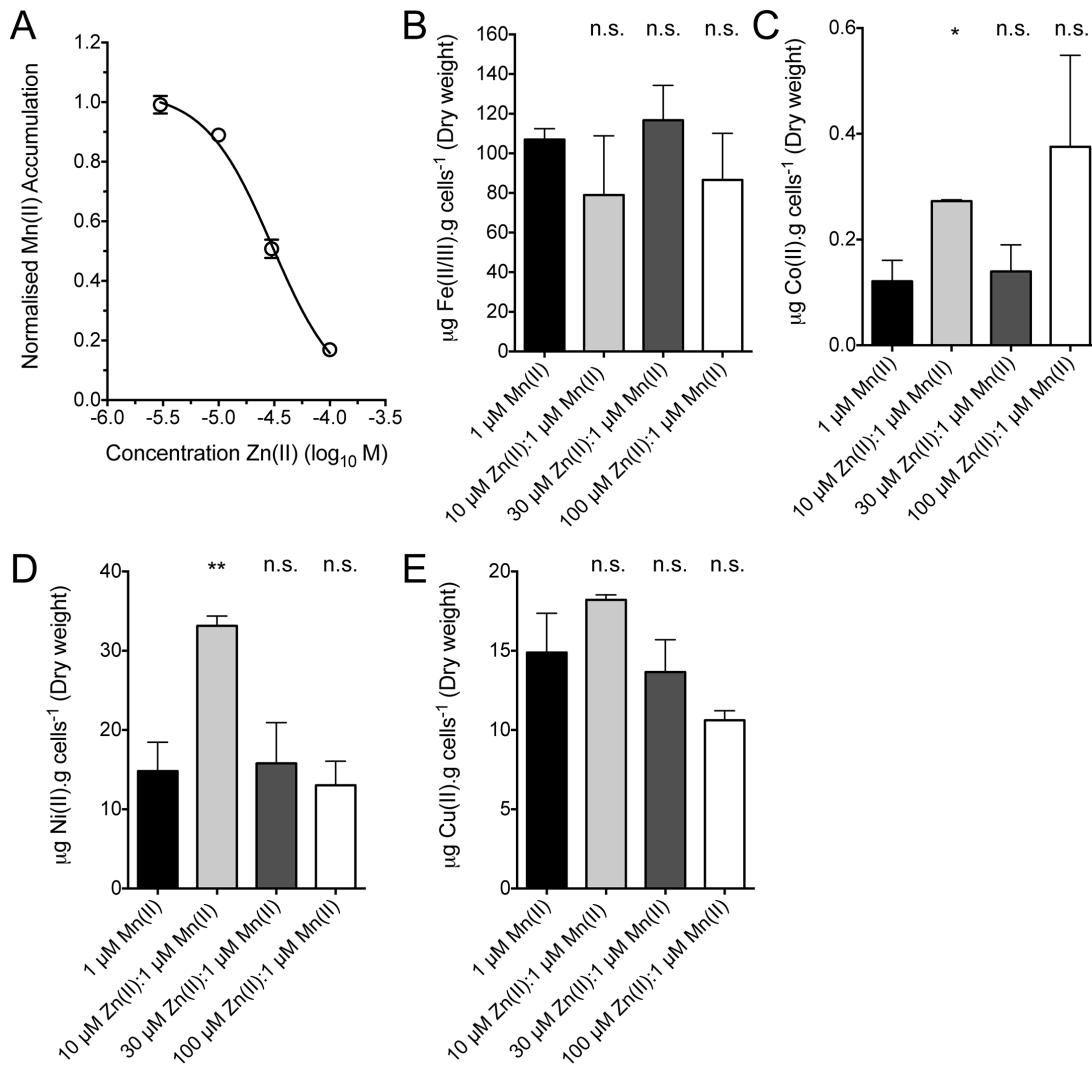 A
1.2
1.0
0.8
0.6
0.4
0.2
0.0
-6.0 -5.5 -5.0 -4.5 -4.0 -3.5
Normalised Mn(II) Accumulation
Concentration Zn(II) (log10 M)
B
n.s. n.s. n.s.
160
140
120
100
80
60
40
20
0
µg Fe(II/III).g cells-1 (Dry weight)
1 µM Mn(II)
10 µM Zn(II):1 µM Mn(II)
30 µM Zn(II):1 µM Mn(II)
100 µM Zn(II):1 µM Mn(II)
C
* n.s. n.s.
0.6
0.4
0.2
0.0
µg Co(II).g cells-1 (Dry weight)
1 µM Mn(II)
10 µM Zn(II):1 µM Mn(II)
30 µM Zn(II):1 µM Mn(II)
100 µM Zn(II):1 µM Mn(II)
D
** n.s. n.s.
40
30
20
10
0
µg Ni(II).g cells-1 (Dry weight)
1 µM Mn(II)
10 µM Zn(II):1 µM Mn(II)
30 µM Zn(II):1 µM Mn(II)
100 µM Zn(II):1 µM Mn(II)
E
n.s. n.s. n.s.
20
15
10
5
0
µg Cu(II).g cells-1 (Dry weight)
1 µM Mn(II)
10 µM Zn(II):1 µM Mn(II)
30 µM Zn(II):1 µM Mn(II)
100 µM Zn(II):1 µM Mn(II)